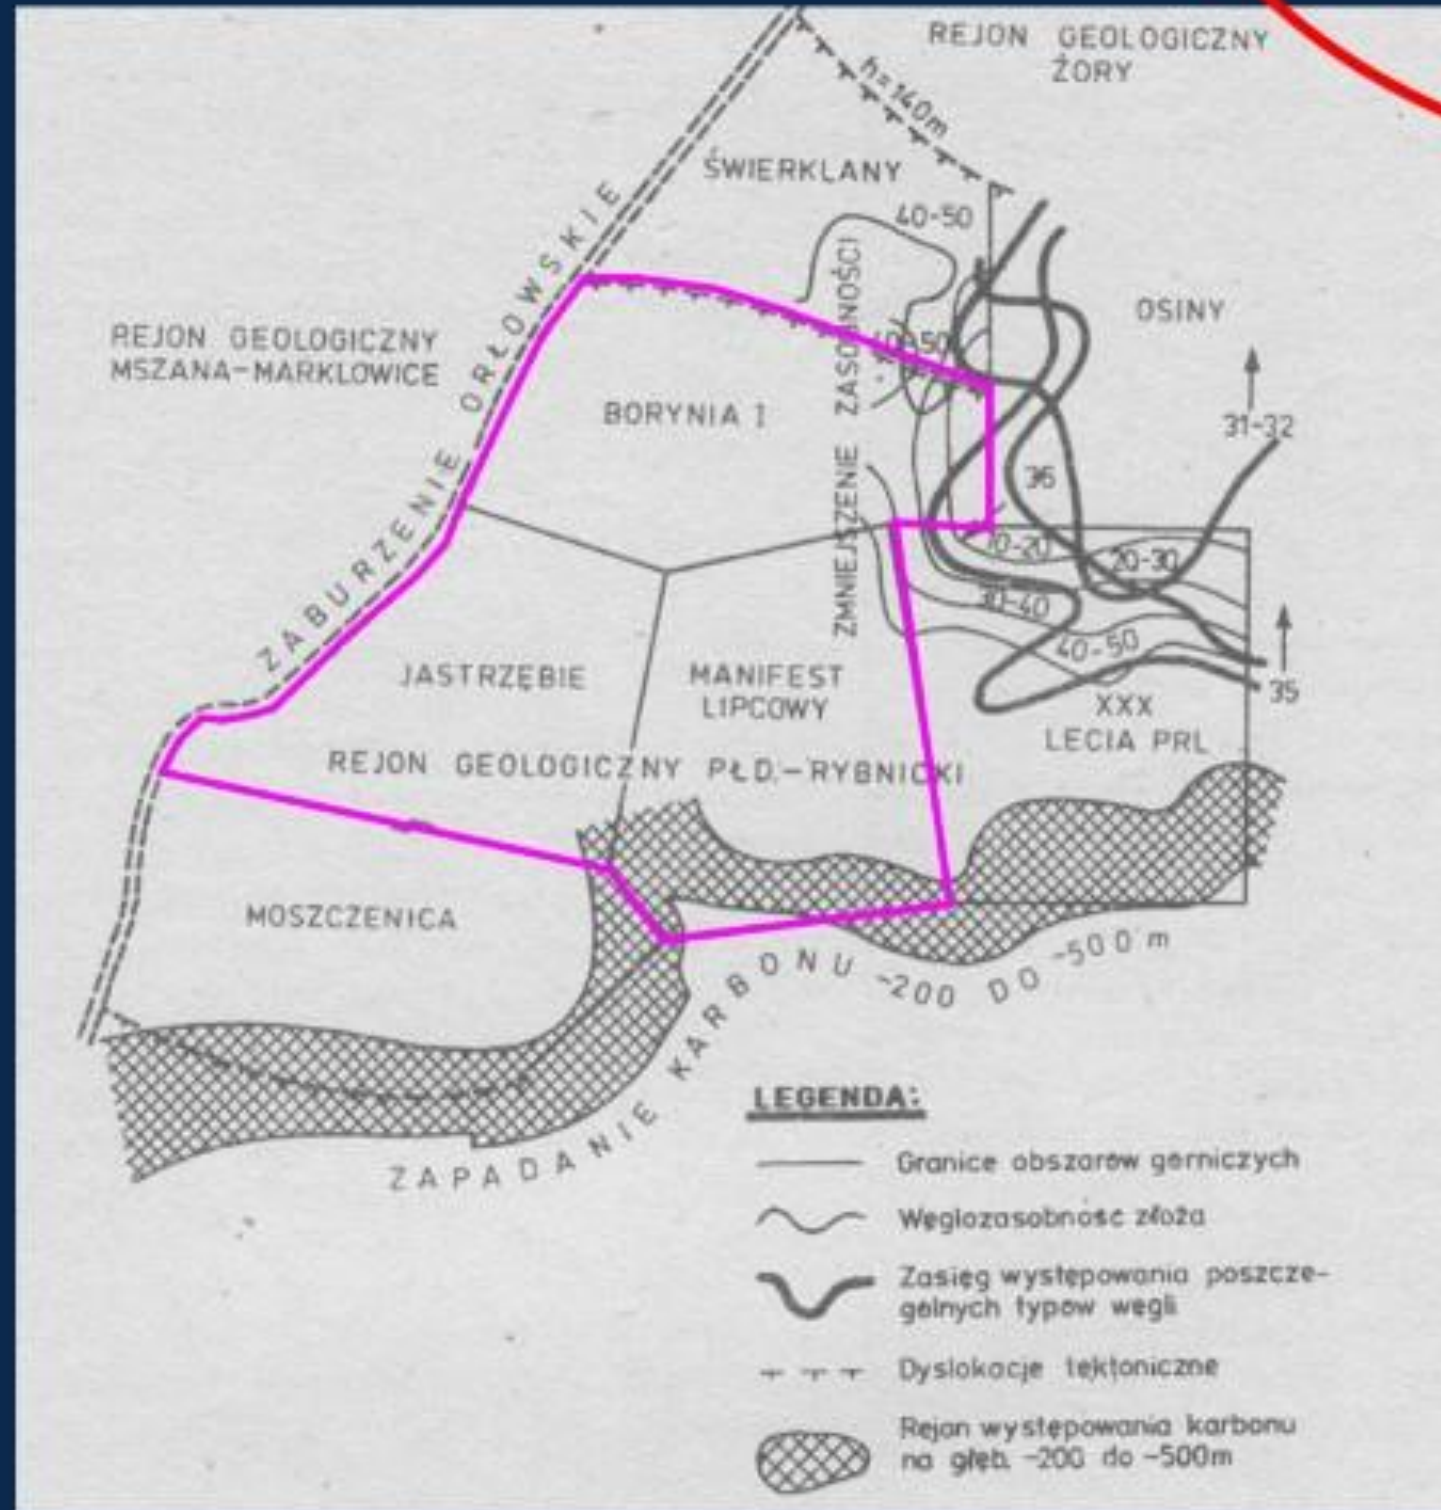 REJON GEOLOGICZNY
ŻORY
h=140m
ŚWIERKLANY
40-50
ZABURZENIE ORŁOWSKIE
REJON GEOLOGICZNY
MSZANA-MARKLOWICE
OSINY
40-50
BORYNIA I
ZMNIEJSZENIE ZASOBNOŚCI
31-32
36
10-20
20-30
30-40
40-50
JASTRZĘBIE
MANIFEST
LIPCOWY
35
XXX
LECIA PRL
REJON GEOLOGICZNY PŁD.-RYBNICKI
MOSZCZENICA
ZAPADANIE KARBONU -200 DO -500 m
LEGENDA:
Granice obszarów górniczych
Węglozasobność złoża
Zasięg występowania poszcze-
gólnych typów węgli
Dyslokacje tektoniczne
Rejon występowania karbonu
na głęb. -200 do -500m